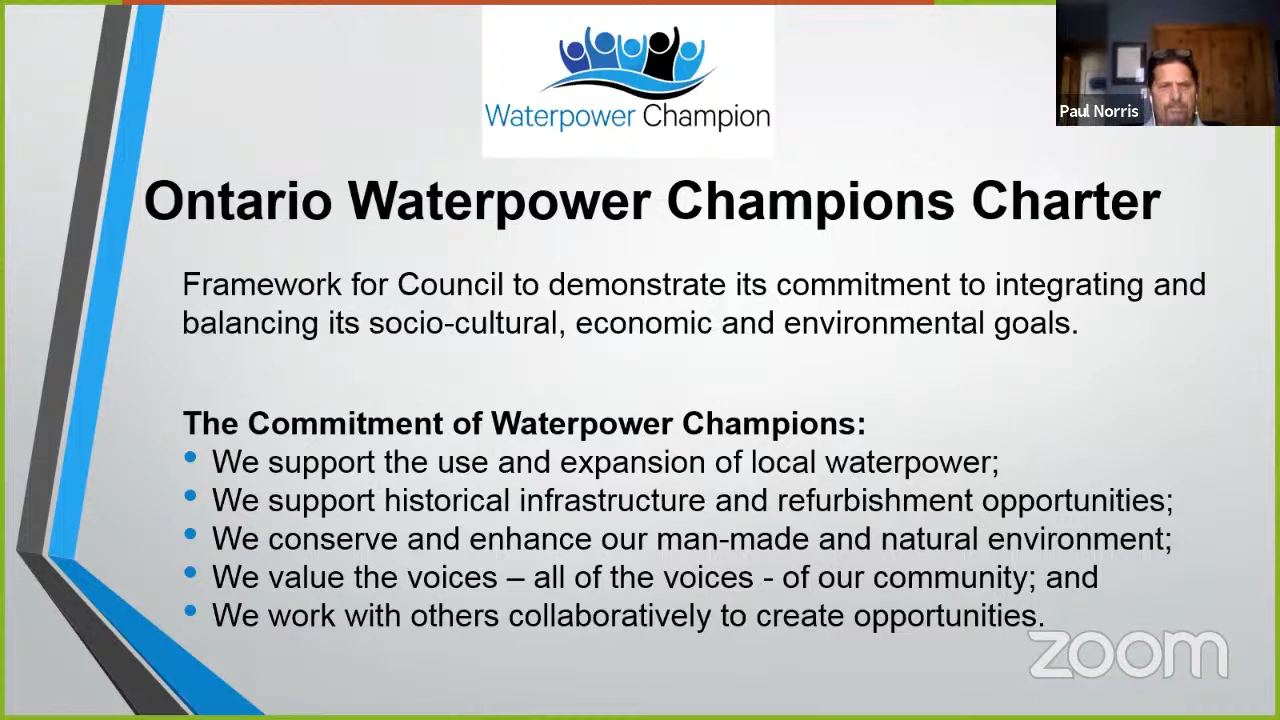 Waterpower Champion
Paul Norris
Ontario Waterpower Champions Charter
Framework for Council to demonstrate its commitment to integrating and
balancing its socio-cultural, economic and environmental goals.
The Commitment of Waterpower Champions:
• We support the use and expansion of local waterpower;
• We support historical infrastructure and refurbishment opportunities;
• We conserve and enhance our man-made and natural environment;
• We value the voices – all of the voices - of our community; and
• We work with others collaboratively to create opportunities.
zoom